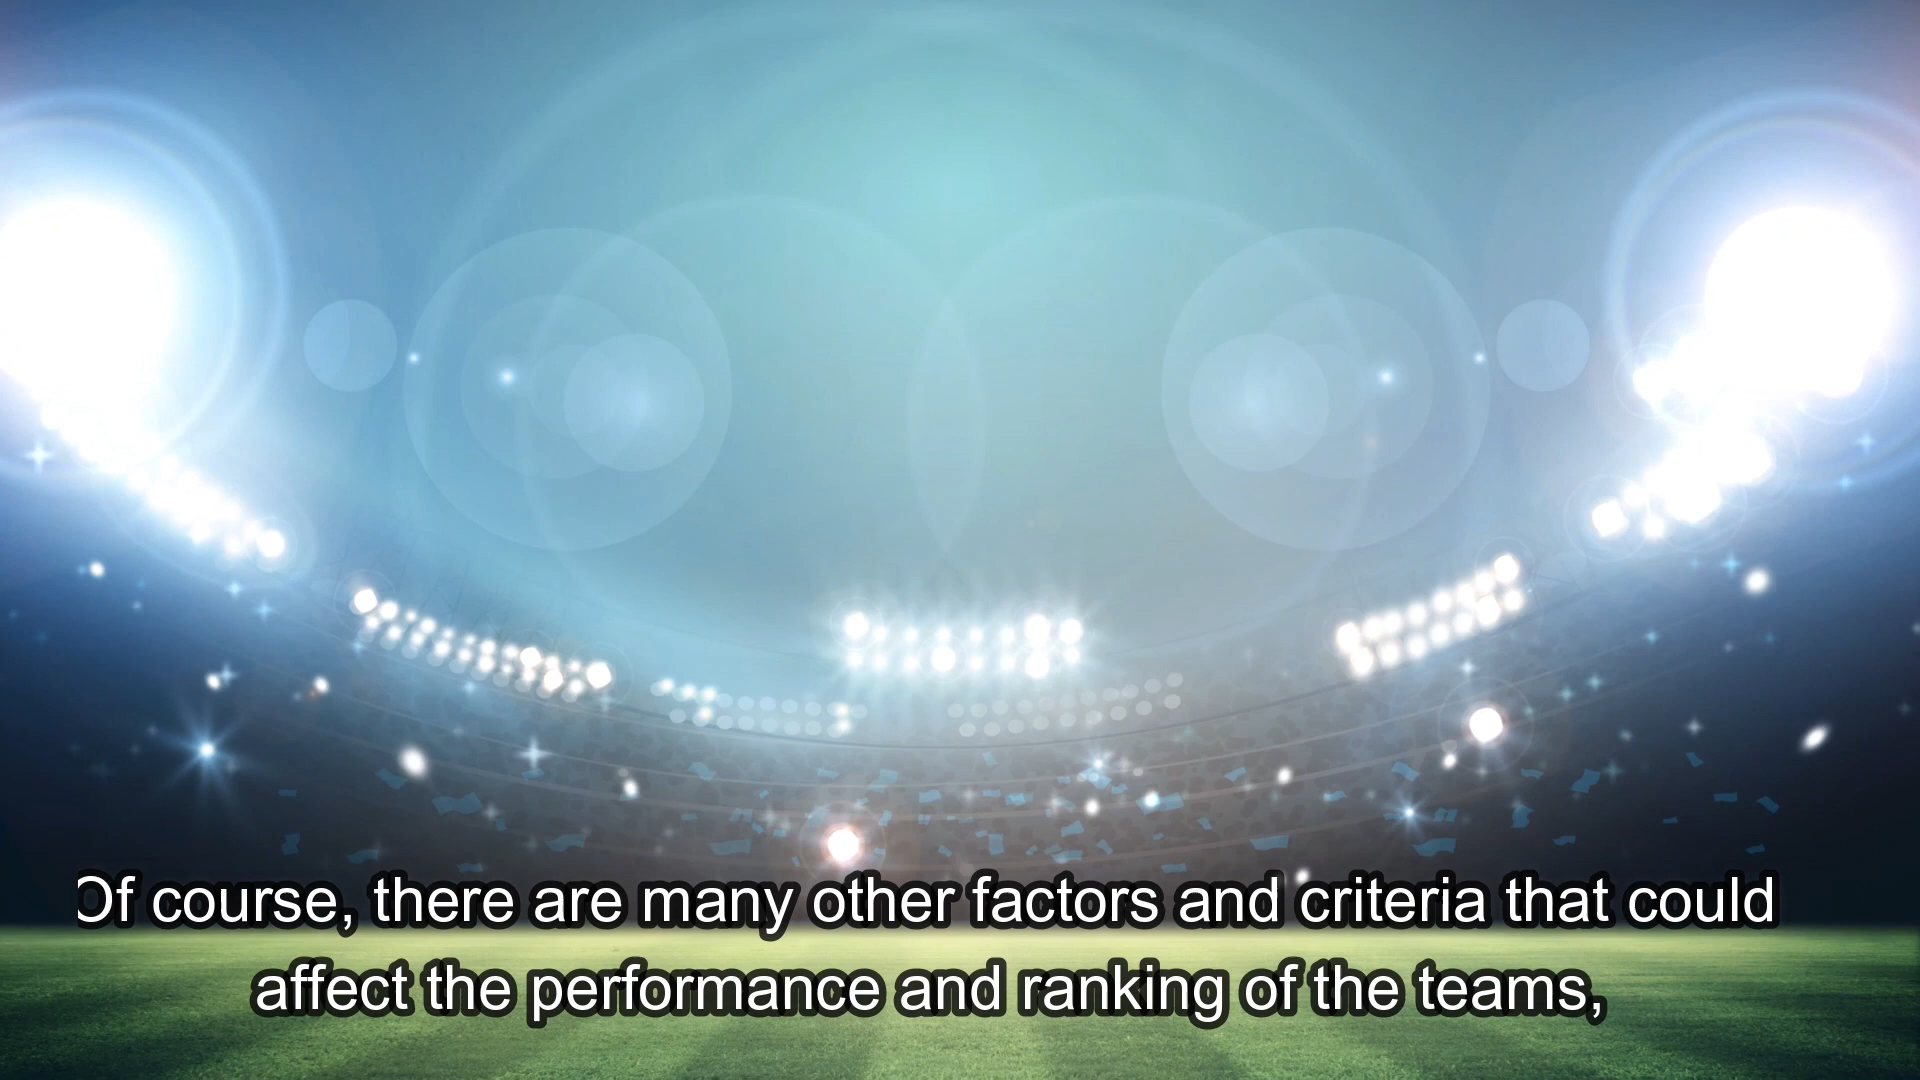 Of course, there are many other factors and criteria that could
affect the performance and ranking of the teams,